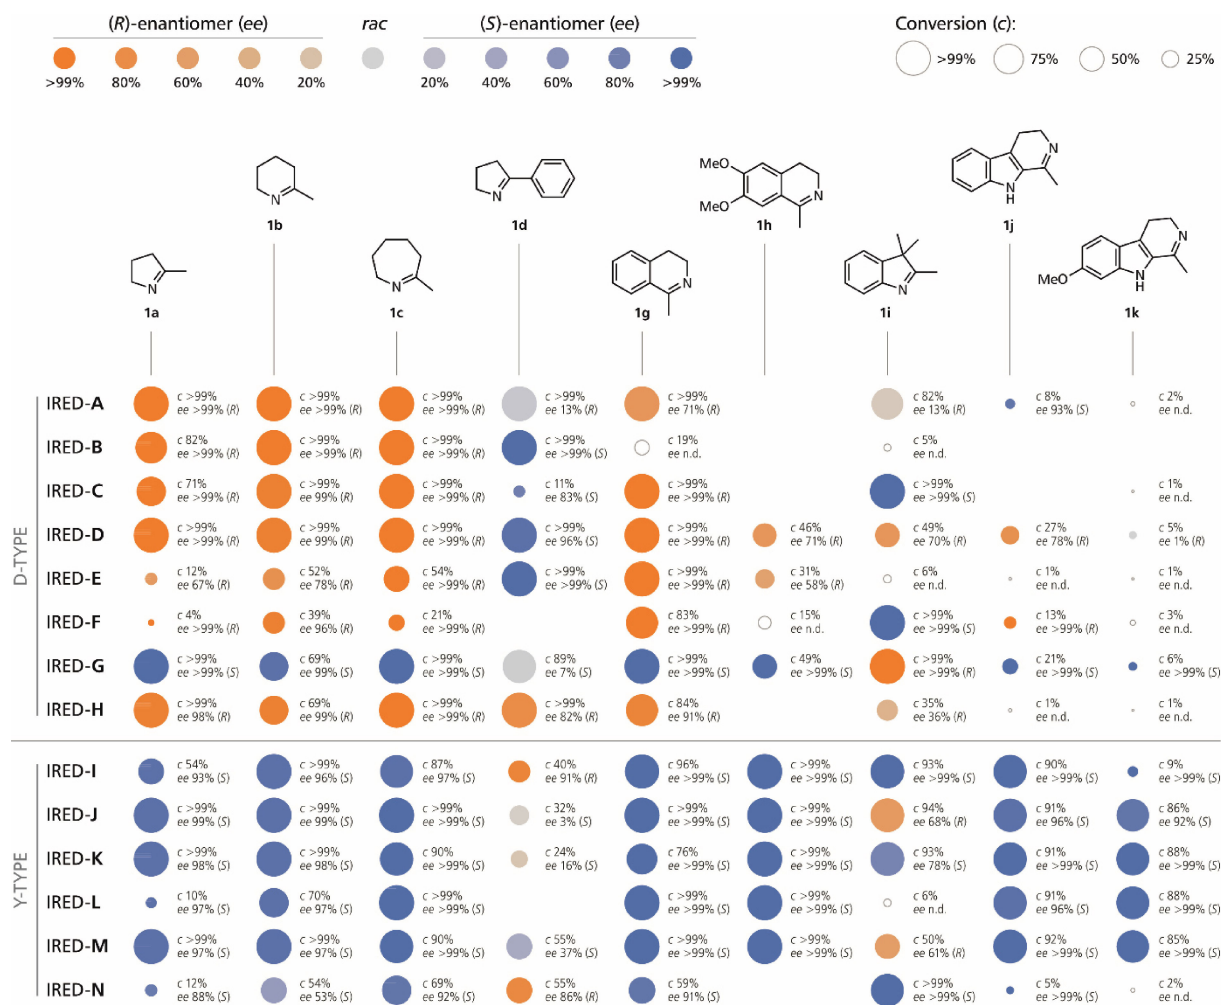 (R)-enantiomer (ee) rac (S)-enantiomer (ee) Conversion (c):
>99% 75% 50% 25%
>99% 80% 60% 40% 20% 20% 40% 60% 80% >99%
N
NH
MeO
N
N
MeO
N
1b 1d 1h 1j
N
N
N
N
N
MeO
NH
1a 1c 1g 1i 1k
D-TYPE
IRED-A c >99% c >99% c >99% c >99% c >99% c 82% c 8% c 2%
ee >99% (R) ee >99% (R) ee >99% (R) ee 13% (R) ee 71% (R) ee 13% (R) ee 93% (S) ee n.d.
IRED-B c 82% c >99% c >99% c >99% c 19% c 5%
ee >99% (R) ee >99% (R) ee >99% (R) ee >99% (S) ee n.d. ee n.d.
IRED-C c 71% c >99% c >99% c 11% c >99% c >99% c 1%
ee >99% (R) ee 99% (R) ee >99% (R) ee 83% (S) ee >99% (R) ee >99% (S) ee n.d.
IRED-D c >99% c >99% c >99% c >99% c >99% c 46% c 49% c 27% c 5%
ee >99% (R) ee 99% (R) ee >99% (R) ee 96% (S) ee >99% (R) ee 71% (R) ee 70% (R) ee 78% (R) ee 1% (R)
IRED-E c 12% c 52% c 54% c >99% c >99% c 31% c 6% c 1% c 1%
ee 67% (R) ee 78% (R) ee >99% (R) ee >99% (S) ee >99% (R) ee 58% (R) ee n.d. ee n.d. ee n.d.
IRED-F c 4% c 39% c 21% c 83% c 15% c >99% c 13% c 3%
ee >99% (R) ee 96% (R) ee >99% (R) ee >99% (R) ee n.d. ee >99% (S) ee >99% (R) ee n.d.
IRED-G c >99% c 69% c >99% c 89% c >99% c 49% c >99% c 21% c 6%
ee >99% (S) ee 99% (S) ee >99% (S) ee 7% (S) ee >99% (S) ee >99% (S) ee >99% (R) ee >99% (S) ee >99% (S)
IRED-H c >99% c 69% c >99% c >99% c 84% c 35% c 1% c 1%
ee 98% (R) ee 99% (R) ee >99% (R) ee 82% (R) ee 91% (R) ee 36% (R) ee n.d. ee n.d.
Y-TYPE
IRED-I c 54% c >99% c 87% c 40% c 96% c >99% c 93% c 90% c 9%
ee 93% (S) ee 96% (S) ee 97% (S) ee 91% (R) ee >99% (S) ee >99% (S) ee >99% (S) ee >99% (S) ee >99% (S)
IRED-J c >99% c >99% c >99% c 32% c >99% c >99% c 94% c 91% c 86%
ee 99% (S) ee 99% (S) ee >99% (S) ee 3% (S) ee >99% (S) ee >99% (S) ee 68% (R) ee 96% (S) ee 92% (S)
IRED-K c >99% c >99% c 90% c 24% c 76% c >99% c 93% c 91% c 88%
ee 98% (S) ee 98% (S) ee >99% (S) ee 16% (S) ee >99% (S) ee >99% (S) ee 78% (S) ee >99% (S) ee >99% (S)
IRED-L c 10% c 70% c >99% c >99% c >99% c 6% c 91% c 88%
ee 97% (S) ee 97% (S) ee >99% (S) ee >99% (S) ee >99% (S) ee n.d. ee 96% (S) ee >99% (S)
IRED-M c >99% c >99% c 90% c 55% c >99% c >99% c 50% c 92% c 85%
ee 97% (S) ee 97% (S) ee >99% (S) ee 37% (S) ee >99% (S) ee >99% (S) ee 61% (R) ee >99% (S) ee >99% (S)
IRED-N c 12% c 54% c 69% c 55% c 59% c >99% c 5% c 2%
ee 88% (S) ee 53% (S) ee 92% (S) ee 86% (R) ee 91% (S) ee >99% (S) ee >99% (S) ee n.d.